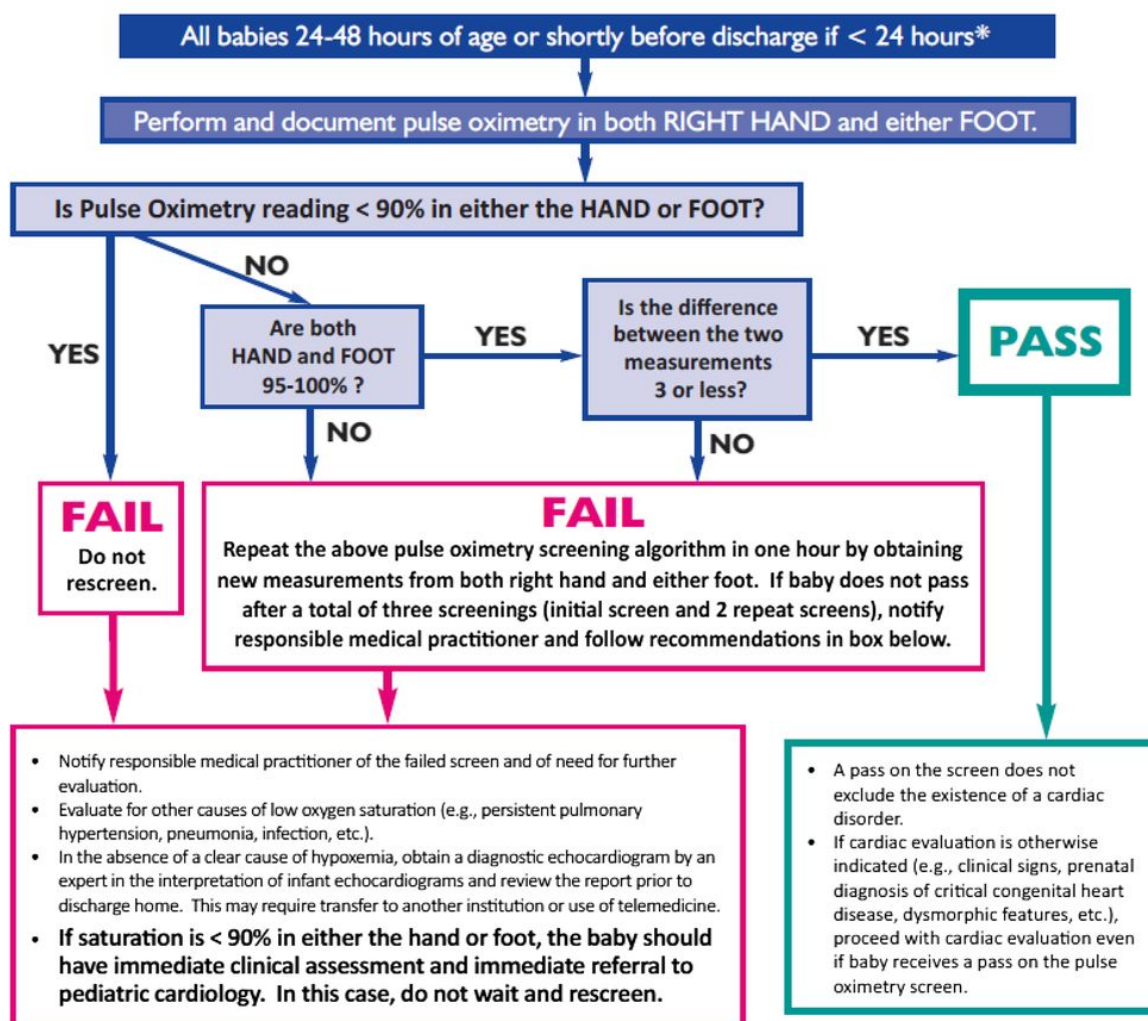 All babies 24-48 hours of age or shortly before discharge if < 24 hours*
Perform and document pulse oximetry in both RIGHT HAND and either FOOT.
Is Pulse Oximetry reading < 90% in either the HAND or FOOT?
YES
NO
Are both
HAND and FOOT
95-100% ?
YES
Is the difference
between the two
measurements
3 or less?
YES
PASS
NO
NO
FAIL
Do not
rescreen.
FAIL
Repeat the above pulse oximetry screening algorithm in one hour by obtaining
new measurements from both right hand and either foot. If baby does not pass
after a total of three screenings (initial screen and 2 repeat screens), notify
responsible medical practitioner and follow recommendations in box below.
• Notify responsible medical practitioner of the failed screen and of need for further
evaluation.
• Evaluate for other causes of low oxygen saturation (e.g., persistent pulmonary
hypertension, pneumonia, infection, etc.).
• In the absence of a clear cause of hypoxemia, obtain a diagnostic echocardiogram by an
expert in the interpretation of infant echocardiograms and review the report prior to
discharge home. This may require transfer to another institution or use of telemedicine.
• If saturation is < 90% in either the hand or foot, the baby should
have immediate clinical assessment and immediate referral to
pediatric cardiology. In this case, do not wait and rescreen.
• A pass on the screen does not
exclude the existence of a cardiac
disorder.
• If cardiac evaluation is otherwise
indicated (e.g., clinical signs, prenatal
diagnosis of critical congenital heart
disease, dysmorphic features, etc.),
proceed with cardiac evaluation even
if baby receives a pass on the pulse
oximetry screen.